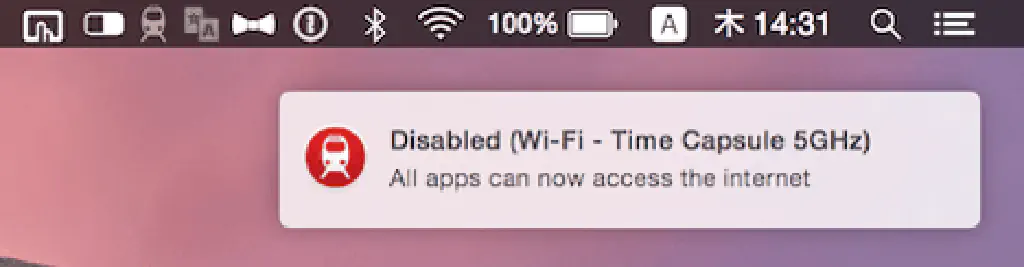 100% A 木 14:31
Disabled (Wi-Fi - Time Capsule 5GHz)
All apps can now access the internet